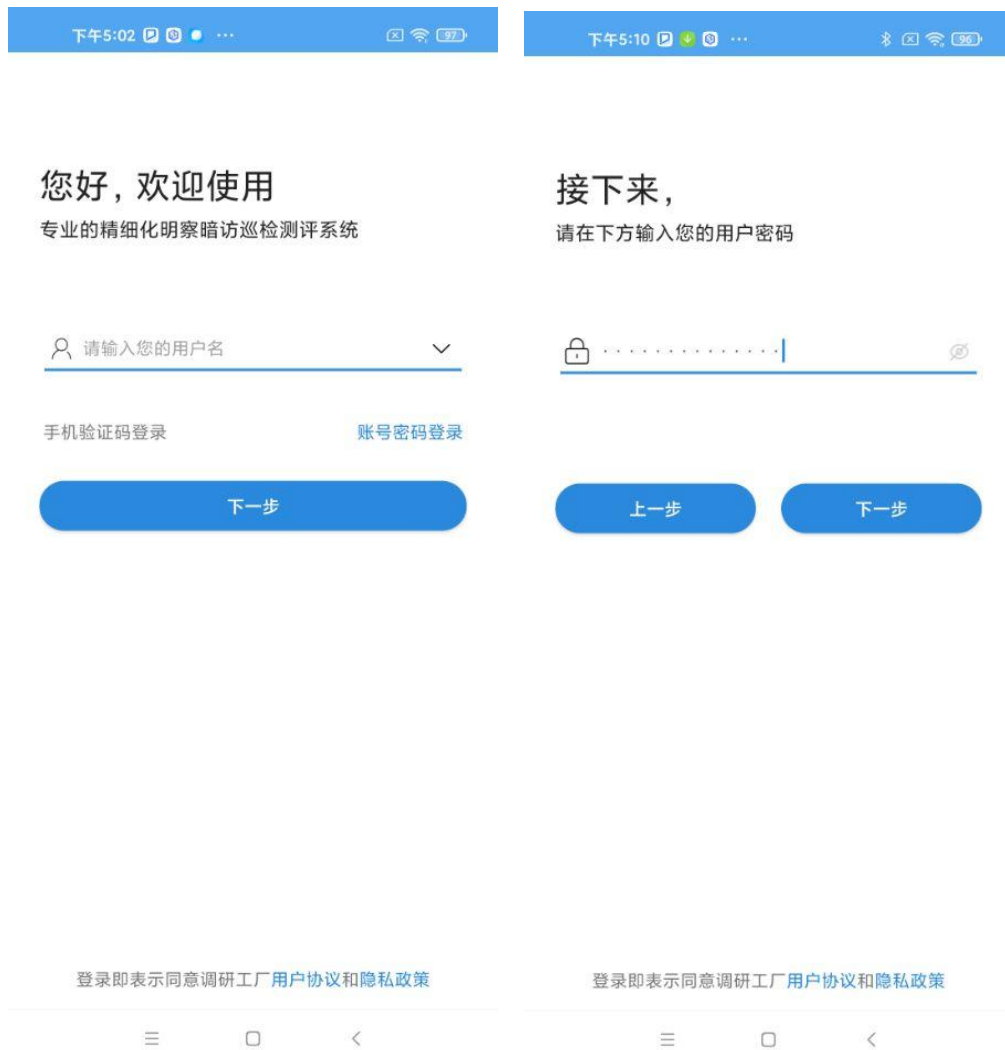 下午5:02
97
您好，欢迎使用
专业的精细化明察暗访巡检测评系统
请输入您的用户名
手机验证码登录
账号密码登录
下一步
登录即表示同意调研工厂用户协议和隐私政策
下午5:10
96
接下来，
请在下方输入您的用户密码
上一步
下一步
登录即表示同意调研工厂用户协议和隐私政策